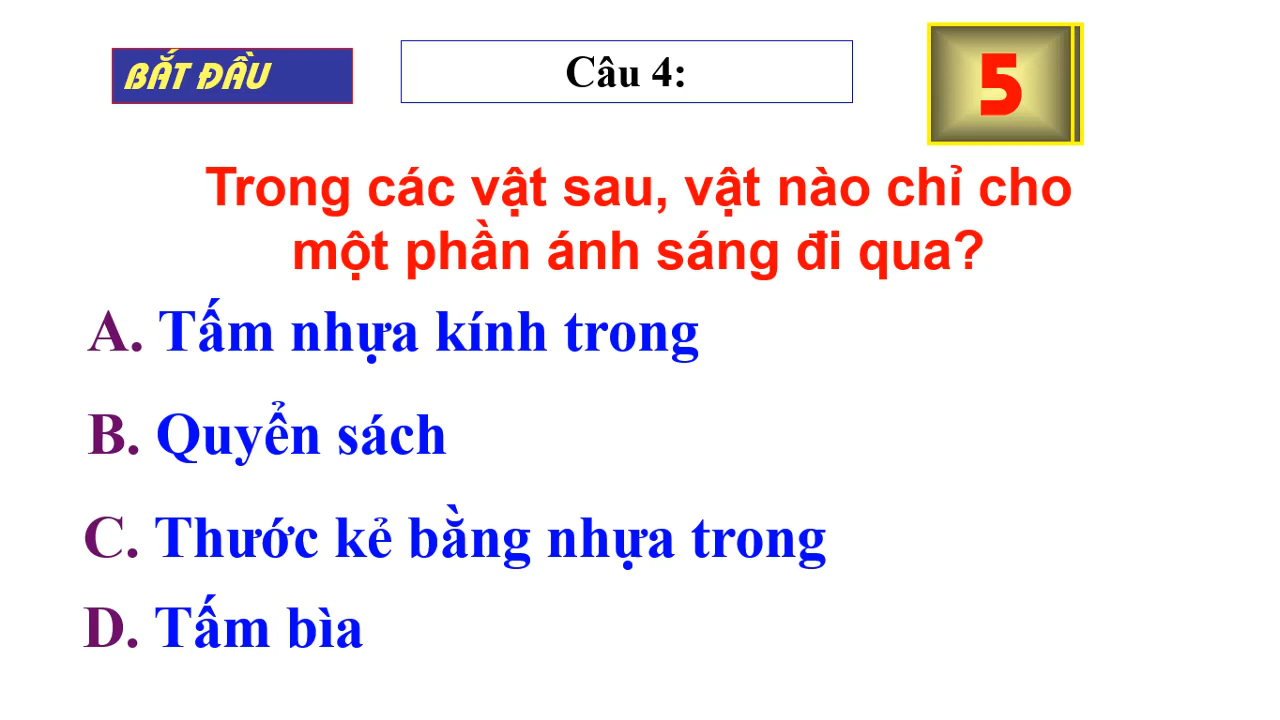 BẮT ĐẦU
Câu 4:
5
Trong các vật sau, vật nào chỉ cho
một phần ánh sáng đi qua?
A. Tấm nhựa kính trong
B. Quyển sách
C. Thước kẻ bằng nhựa trong
D. Tấm bìa